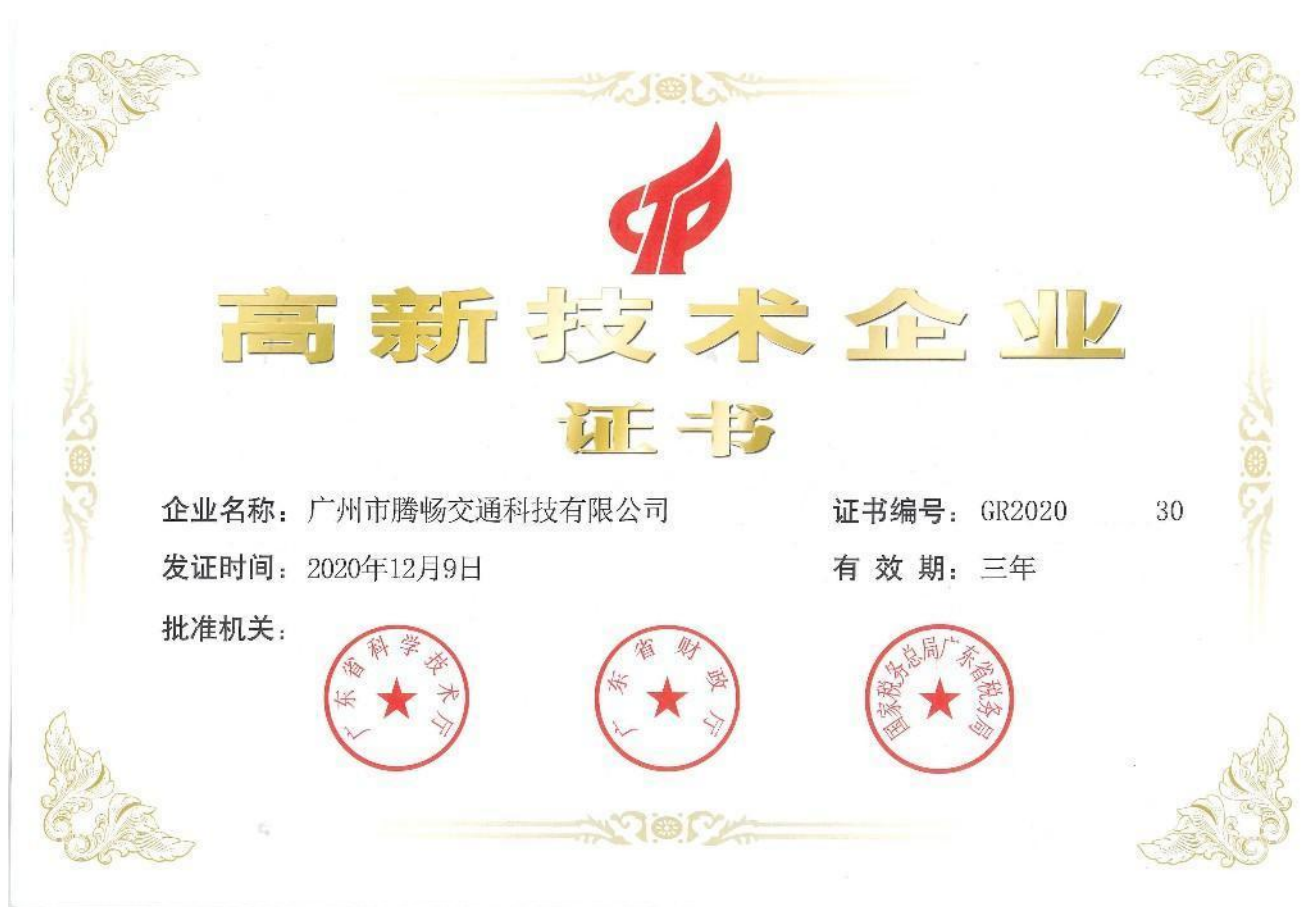 高新技术企业
证书
企业名称：广州市腾畅交通科技有限公司 证书编号：GR2020 30
发证时间：2020年12月9日 有 效 期：三年
批准机关：
广东省科学技术厅
广东省财政厅
国家税务总局广东省税务局